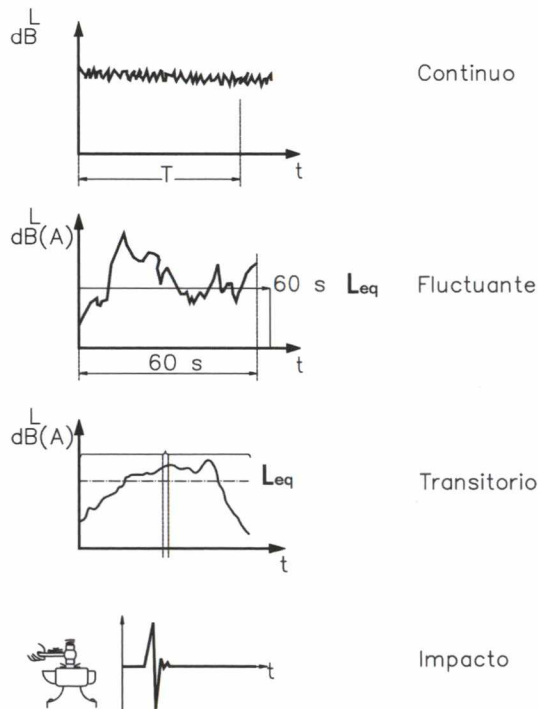 L
dB
Continuo
T
t
L
dB(A)
60 s Leq
Fluctuante
60 s
t
L
dB(A)
Leq
Transitorio
t
t
Impacto